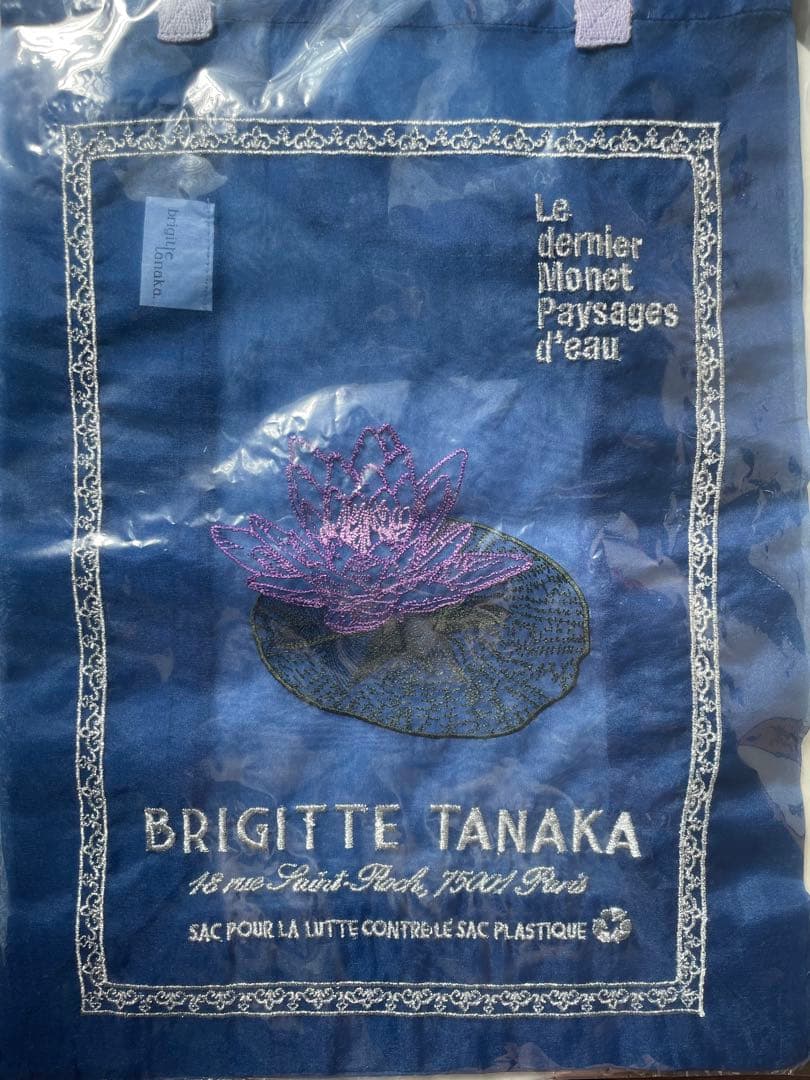 brigitte
tanaka
Le
dernier
Monet
Paysages
d'eau
BRIGITTE TANAKA
18 rue Saint-Roch, 75001 Paris
SAC POUR LA LUTTE CONTRE LE SAC PLASTIQUE